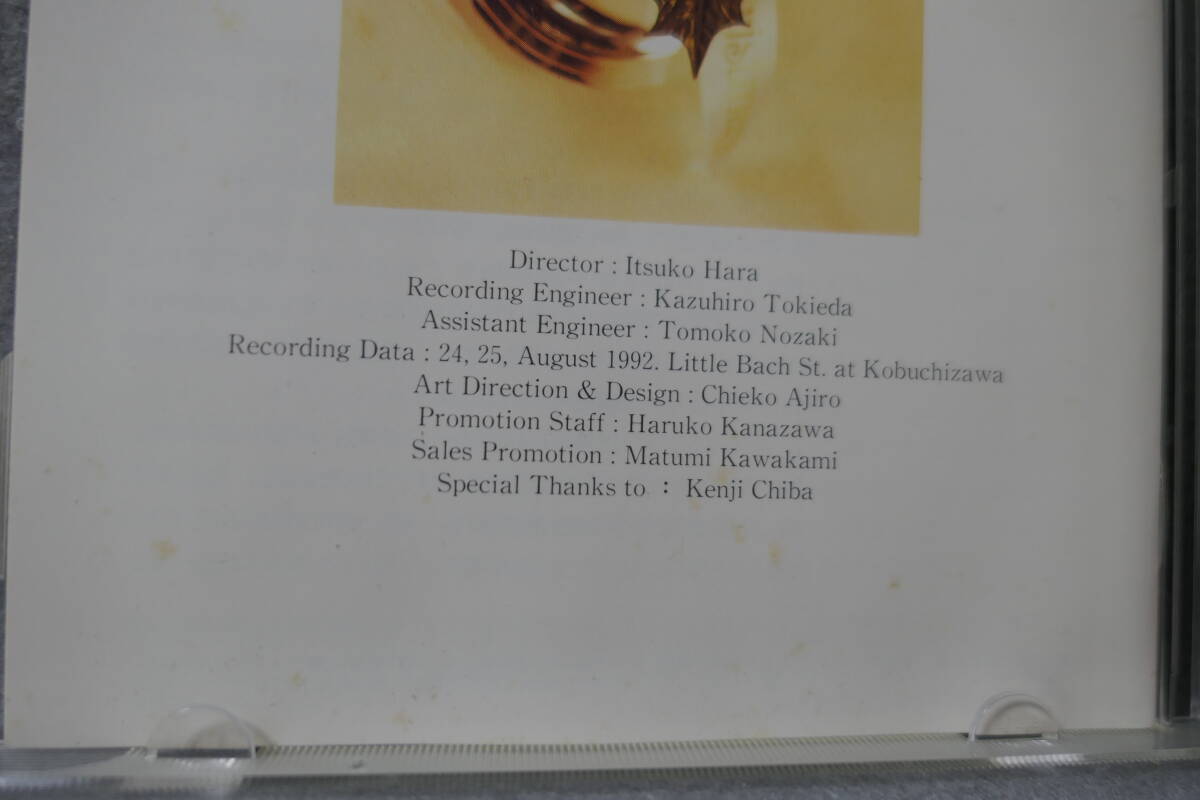 Director : Itsuko Hara
Recording Engineer : Kazuhiro Tokieda
Assistant Engineer : Tomoko Nozaki
Recording Data : 24, 25, August 1992. Little Bach St. at Kobuchizawa
Art Direction & Design : Chieko Ajiro
Promotion Staff : Haruko Kanazawa
Sales Promotion : Matumi Kawakami
Special Thanks to : Kenji Chiba